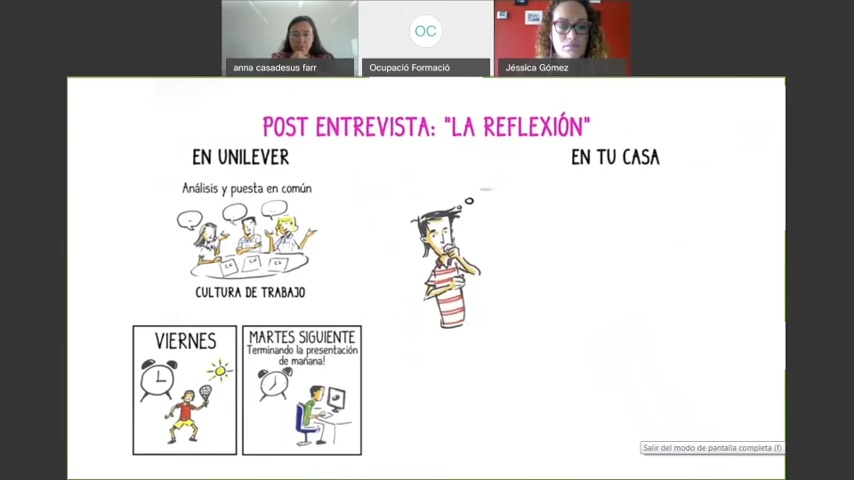 OC
anna casadesus farr
Ocupació Formació
Jéssica Gómez
POST ENTREVISTA: "LA REFLEXIÓN"
EN UNILEVER
EN TU CASA
Análisis y puesta en común
CULTURA DE TRABAJO
VIERNES
MARTES SIGUIENTE
Terminando la presentación
de mañana!
Salir del modo de pantalla completa (f)